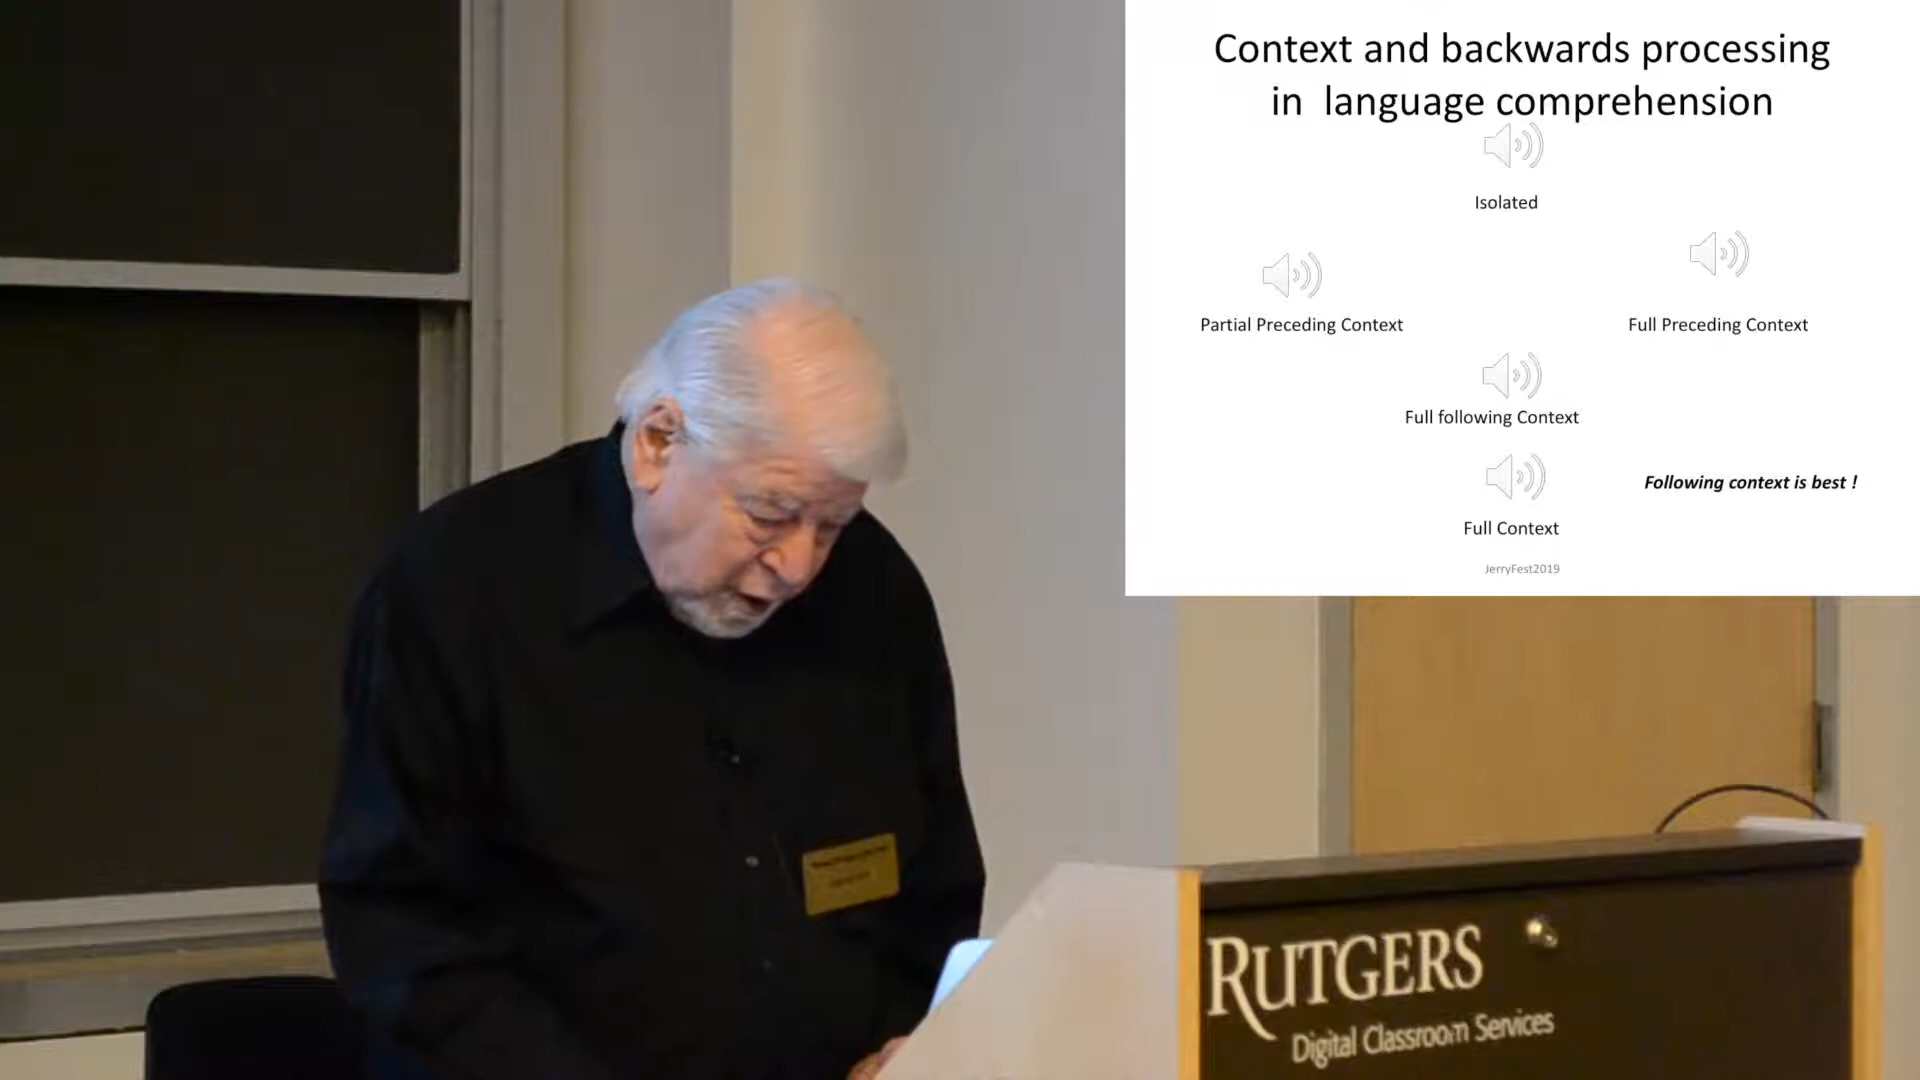 Context and backwards processing
in language comprehension
Isolated
Partial Preceding Context
Full Preceding Context
Full following Context
Following context is best !
Full Context
JerryFest2019
RUTGERS
Digital Classroom Services